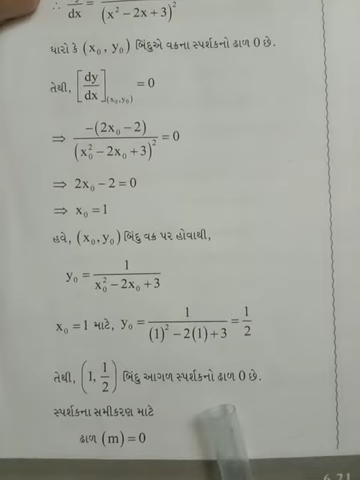 ∴ dy/dx = /(x² − 2x + 3)²
ધારો કે (x₀, y₀) બિંદુએ વક્રના સ્પર્શકનો ઢાળ 0 છે.
તેથી, [dy/dx](x₀,y₀) = 0
⇒ −(2x₀ − 2)/(x₀² − 2x₀ + 3)² = 0
⇒ 2x₀ − 2 = 0
⇒ x₀ = 1
હવે, (x₀, y₀) બિંદુ વક્ર પર હોવાથી,
y₀ = 1/(x₀² − 2x₀ + 3)
x₀ = 1 માટે, y₀ = 1/((1)² − 2(1) + 3) = 1/2
તેથી, (1, 1/2) બિંદુ આગળ સ્પર્શકનો ઢાળ 0 છે.
સ્પર્શકના સમીકરણ માટે
ઢાળ (m) = 0